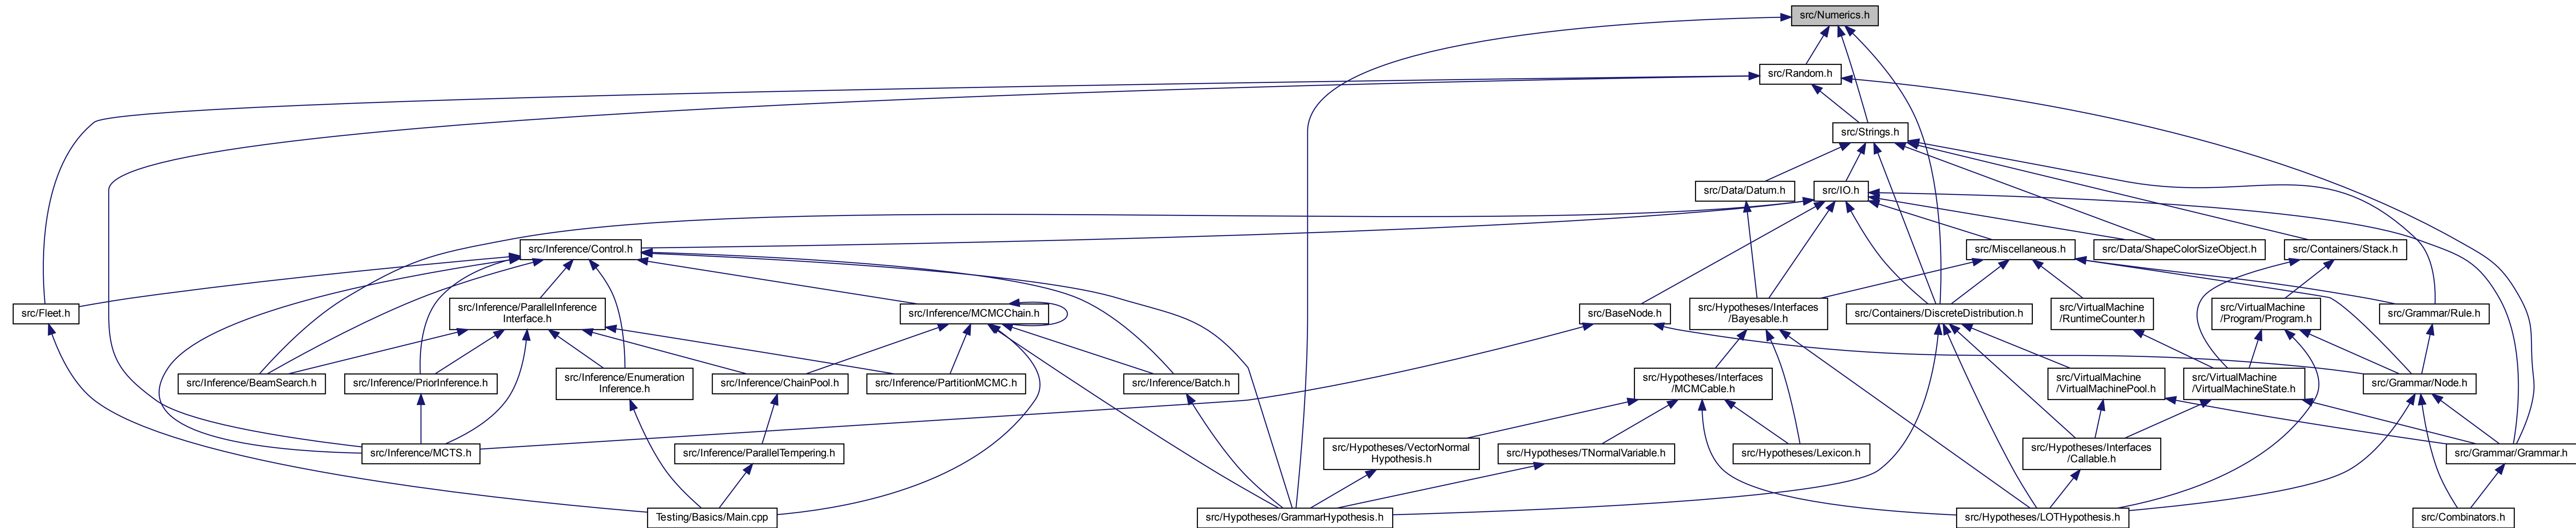 src/Numerics.h
src/Random.h
src/Strings.h
src/Data/Datum.h
src/IO.h
src/Inference/Control.h
src/Miscellaneous.h
src/Data/ShapeColorSizeObject.h
src/Containers/Stack.h
src/Fleet.h
src/Inference/ParallelInference
Interface.h
src/Inference/MCMCChain.h
src/BaseNode.h
src/Hypotheses/Interfaces
/Bayesable.h
src/Containers/DiscreteDistribution.h
src/VirtualMachine
/RuntimeCounter.h
src/VirtualMachine
/Program/Program.h
src/Grammar/Rule.h
src/Inference/BeamSearch.h
src/Inference/PriorInference.h
src/Inference/Enumeration
Inference.h
src/Inference/ChainPool.h
src/Inference/PartitionMCMC.h
src/Inference/Batch.h
src/Hypotheses/Interfaces
/MCMCable.h
src/VirtualMachine
/VirtualMachinePool.h
src/VirtualMachine
/VirtualMachineState.h
src/Grammar/Node.h
src/Inference/MCTS.h
src/Inference/ParallelTempering.h
src/Hypotheses/VectorNormal
Hypothesis.h
src/Hypotheses/TNormalVariable.h
src/Hypotheses/Lexicon.h
src/Hypotheses/Interfaces
/Callable.h
src/Grammar/Grammar.h
Testing/Basics/Main.cpp
src/Hypotheses/GrammarHypothesis.h
src/Hypotheses/LOTHypothesis.h
src/Combinators.h